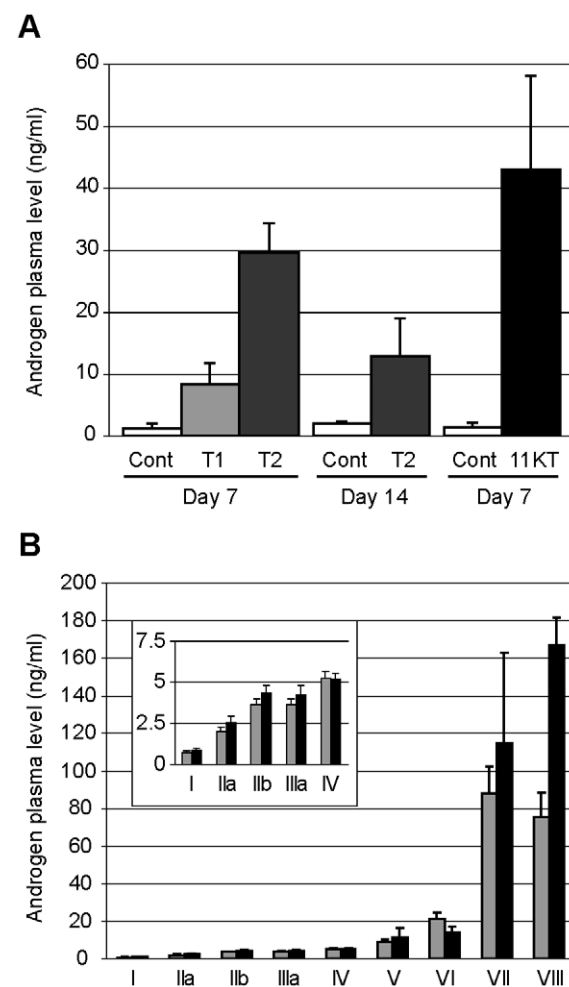 A
Androgen plasma level (ng/ml)
60
50
40
30
20
10
0
Cont T1 T2 Cont T2 Cont 11KT
Day 7 Day 14 Day 7
B
Androgen plasma level (ng/ml)
200
180
160
140
120
100
80
60
40
20
0
7.5
5
2.5
0
I IIa IIb IIIa IV
I IIa IIb IIIa IV V VI VII VIII